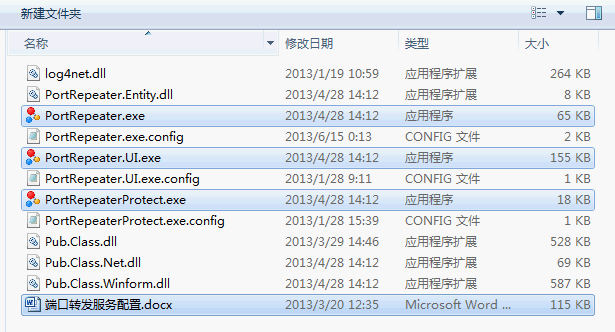 新建文件夹
名称 修改日期 类型 大小
log4net.dll 2013/1/19 10:59 应用程序扩展 264 KB
PortRepeater.Entity.dll 2013/4/28 14:12 应用程序扩展 8 KB
PortRepeater.exe 2013/4/28 14:12 应用程序 65 KB
PortRepeater.exe.config 2013/6/15 0:13 CONFIG 文件 2 KB
PortRepeater.UI.exe 2013/4/28 14:12 应用程序 155 KB
PortRepeater.UI.exe.config 2013/1/28 9:11 CONFIG 文件 1 KB
PortRepeaterProtect.exe 2013/4/28 14:12 应用程序 18 KB
PortRepeaterProtect.exe.config 2013/1/28 15:39 CONFIG 文件 1 KB
Pub.Class.dll 2013/3/29 14:46 应用程序扩展 528 KB
Pub.Class.Net.dll 2013/4/28 14:12 应用程序扩展 69 KB
Pub.Class.Winform.dll 2013/4/28 14:12 应用程序扩展 587 KB
端口转发服务配置.docx 2013/3/20 12:35 Microsoft Word ... 115 KB